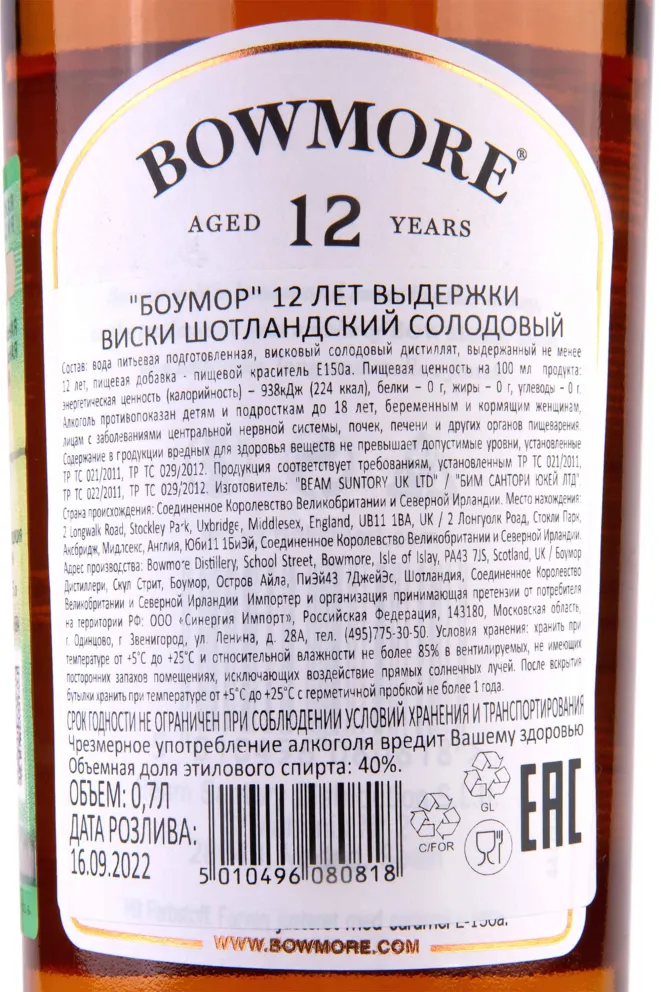 BOWMORE®
AGED 12 YEARS
"БОУМОР" 12 ЛЕТ ВЫДЕРЖКИ
ВИСКИ ШОТЛАНДСКИЙ СОЛОДОВЫЙ
Состав: вода питьевая подготовленная, висковый солодовый дистиллят, выдержанный не менее
12 лет, пищевая добавка - пищевой краситель Е150а. Пищевая ценность на 100 мл продукта:
энергетическая ценность (калорийность) – 938кДж (224 ккал), белки – 0 г, жиры – 0 г, углеводы – 0 г.
Алкоголь противопоказан детям и подросткам до 18 лет, беременным и кормящим женщинам,
лицам с заболеваниями центральной нервной системы, почек, печени и других органов пищеварения.
Содержание в продукции вредных для здоровья веществ не превышает допустимые уровни, установленные
ТР ТС 021/2011, ТР ТС 029/2012. Продукция соответствует требованиям, установленным ТР ТС 021/2011,
ТР ТС 022/2011, ТР ТС 029/2012. Изготовитель: "BEAM SUNTORY UK LTD" / "БИМ САНТОРИ ЮКЕЙ ЛТД"
Страна происхождения: Соединенное Королевство Великобритании и Северной Ирландии. Место нахождения:
2 Longwalk Road, Stockley Park, Uxbridge, Middlesex, England, UB11 1BA, UK / 2 Лонгуолк Роад, Стокли Парк,
Аксбридж, Мидлсекс, Англия, Юби11 1БиЭй, Соединенное Королевство Великобритании и Северной Ирландии.
Адрес производства: Bowmore Distillery, School Street, Bowmore, Isle of Islay, PA43 7JS, Scotland, UK / Боумор
Дистиллери, Скул Стрит, Боумор, Остров Айла, ПиЭй43 7ДжейЭс, Шотландия, Соединенное Королевство
Великобритании и Северной Ирландии Импортер и организация принимающая претензии от потребителя
на территории РФ: ООО «Синергия Импорт», Российская Федерация, 143180, Московская область,
г. Одинцово, г Звенигород, ул. Ленина, д. 28А, тел. (495)775-30-50. Условия хранения: хранить при
температуре от +5°С до +25°С и относительной влажности не более 85% в вентилируемых, не имеющих
посторонних запахов помещениях, исключающих воздействие прямых солнечных лучей. После вскрытия
бутылки хранить при температуре от +5°С до +25°С с герметичной пробкой не более 1 года.
СРОК ГОДНОСТИ НЕ ОГРАНИЧЕН ПРИ СОБЛЮДЕНИИ УСЛОВИЙ ХРАНЕНИЯ И ТРАНСПОРТИРОВАНИЯ
Чрезмерное употребление алкоголя вредит Вашему здоровью
Объемная доля этилового спирта: 40%.
ОБЪЕМ: 0,7Л
ДАТА РОЗЛИВА:
16.09.2022
5 010496 080818
C/FOR
GL
EAC
caramel E-150a.
WWW.BOWMORE.COM